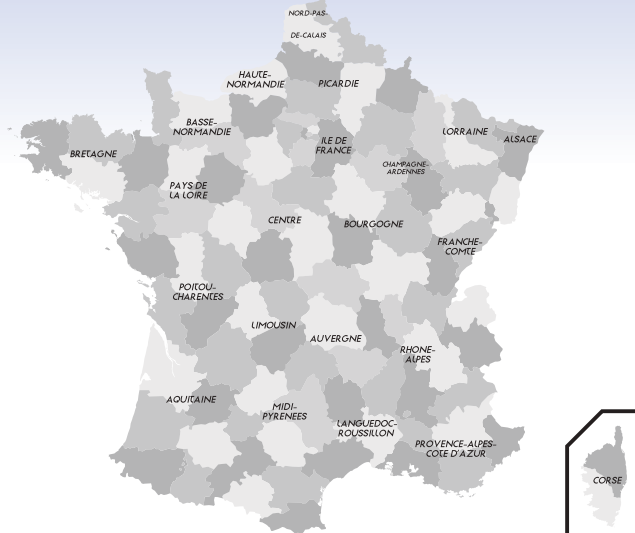 NORD-PAS-
DE-CALAIS
HAUTE-
NORMANDIE
PICARDIE
BASSE-
NORMANDIE
ILE DE
FRANCE
LORRAINE
ALSACE
BRETAGNE
CHAMPAGNE-
ARDENNES
PAYS DE
LA LOIRE
CENTRE
BOURGOGNE
FRANCHE-
COMTE
POITOU-
CHARENTES
LIMOUSIN
AUVERGNE
RHONE-
ALPES
AQUITAINE
MIDI-
PYRENEES
LANGUEDOC-
ROUSSILLON
PROVENCE-ALPES-
COTE D'AZUR
CORSE